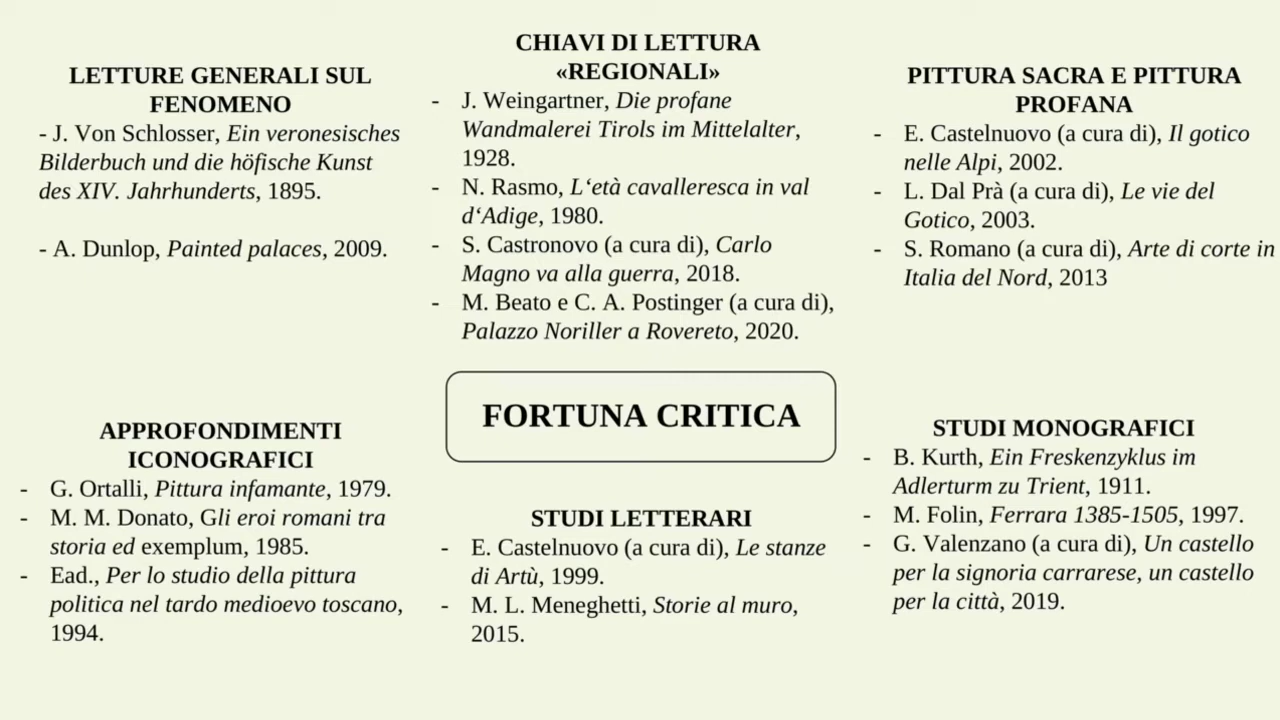 LETTURE GENERALI SUL
FENOMENO
- J. Von Schlosser, Ein veronesisches
Bilderbuch und die höfische Kunst
des XIV. Jahrhunderts, 1895.
- A. Dunlop, Painted palaces, 2009.
CHIAVI DI LETTURA
«REGIONALI»
- J. Weingartner, Die profane
Wandmalerei Tirols im Mittelalter,
1928.
- N. Rasmo, L‘età cavalleresca in val
d‘Adige, 1980.
- S. Castronovo (a cura di), Carlo
Magno va alla guerra, 2018.
- M. Beato e C. A. Postinger (a cura di),
Palazzo Noriller a Rovereto, 2020.
PITTURA SACRA E PITTURA
PROFANA
- E. Castelnuovo (a cura di), Il gotico
nelle Alpi, 2002.
- L. Dal Prà (a cura di), Le vie del
Gotico, 2003.
- S. Romano (a cura di), Arte di corte in
Italia del Nord, 2013
FORTUNA CRITICA
APPROFONDIMENTI
ICONOGRAFICI
- G. Ortalli, Pittura infamante, 1979.
- M. M. Donato, Gli eroi romani tra
storia ed exemplum, 1985.
- Ead., Per lo studio della pittura
politica nel tardo medioevo toscano,
1994.
STUDI LETTERARI
- E. Castelnuovo (a cura di), Le stanze
di Artù, 1999.
- M. L. Meneghetti, Storie al muro,
2015.
STUDI MONOGRAFICI
- B. Kurth, Ein Freskenzyklus im
Adlerturm zu Trient, 1911.
- M. Folin, Ferrara 1385-1505, 1997.
- G. Valenzano (a cura di), Un castello
per la signoria carrarese, un castello
per la città, 2019.